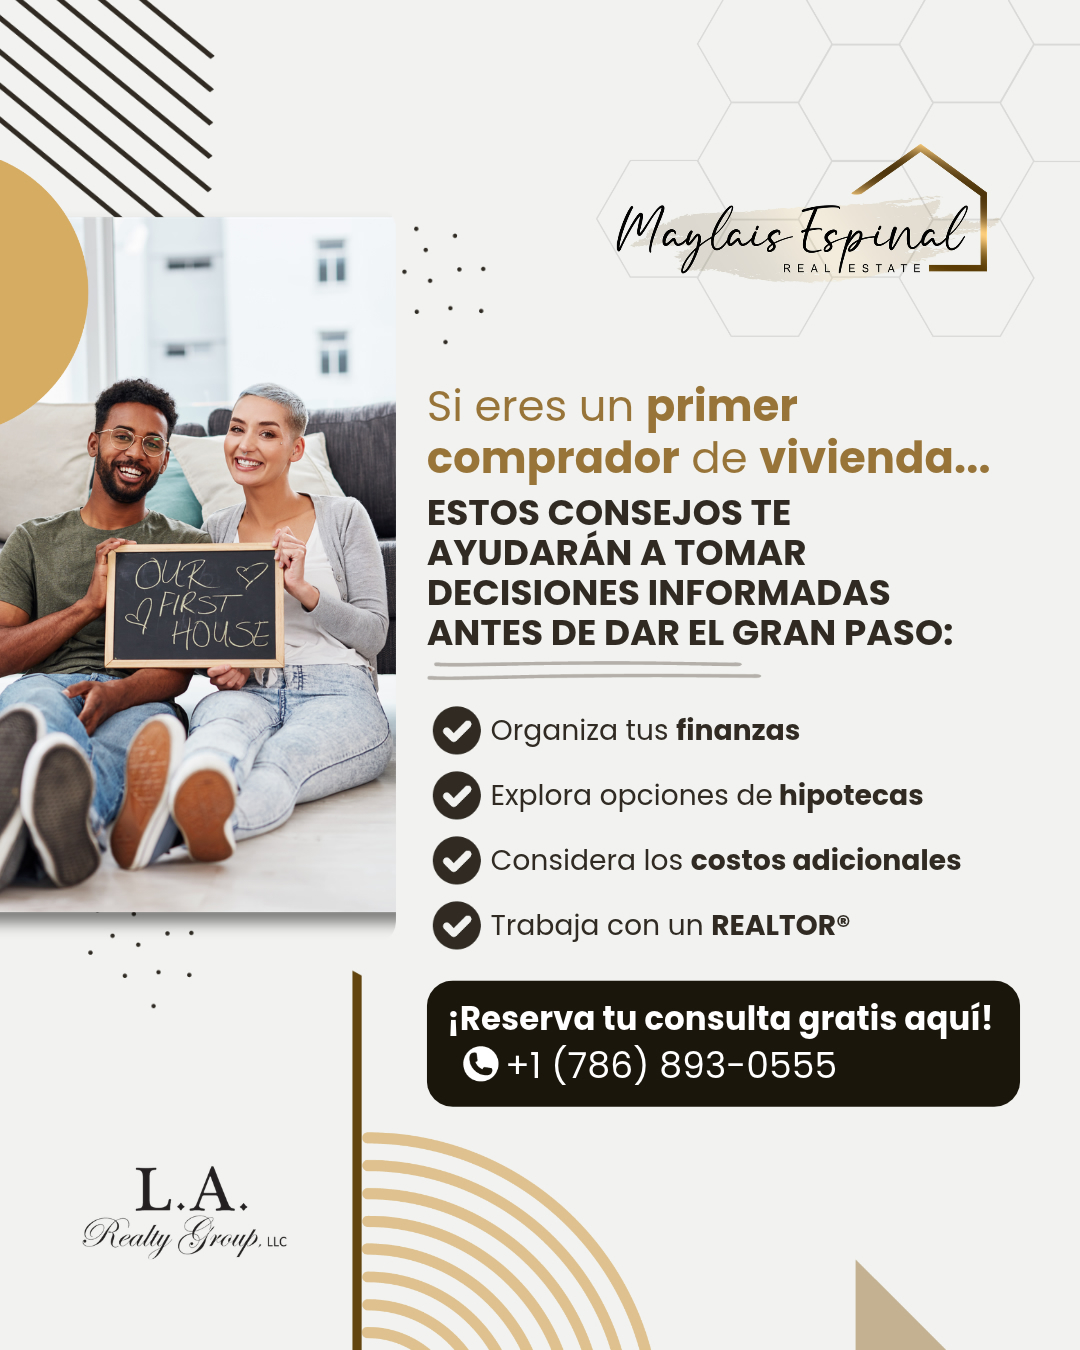 Maylais Espinal
REAL ESTATE
Si eres un primer
comprador de vivienda...
ESTOS CONSEJOS TE
AYUDARÁN A TOMAR
DECISIONES INFORMADAS
ANTES DE DAR EL GRAN PASO:
OUR
FIRST
HOUSE
Organiza tus finanzas
Explora opciones de hipotecas
Considera los costos adicionales
Trabaja con un REALTOR®
¡Reserva tu consulta gratis aquí!
+1 (786) 893-0555
L.A.
Realty Group, LLC